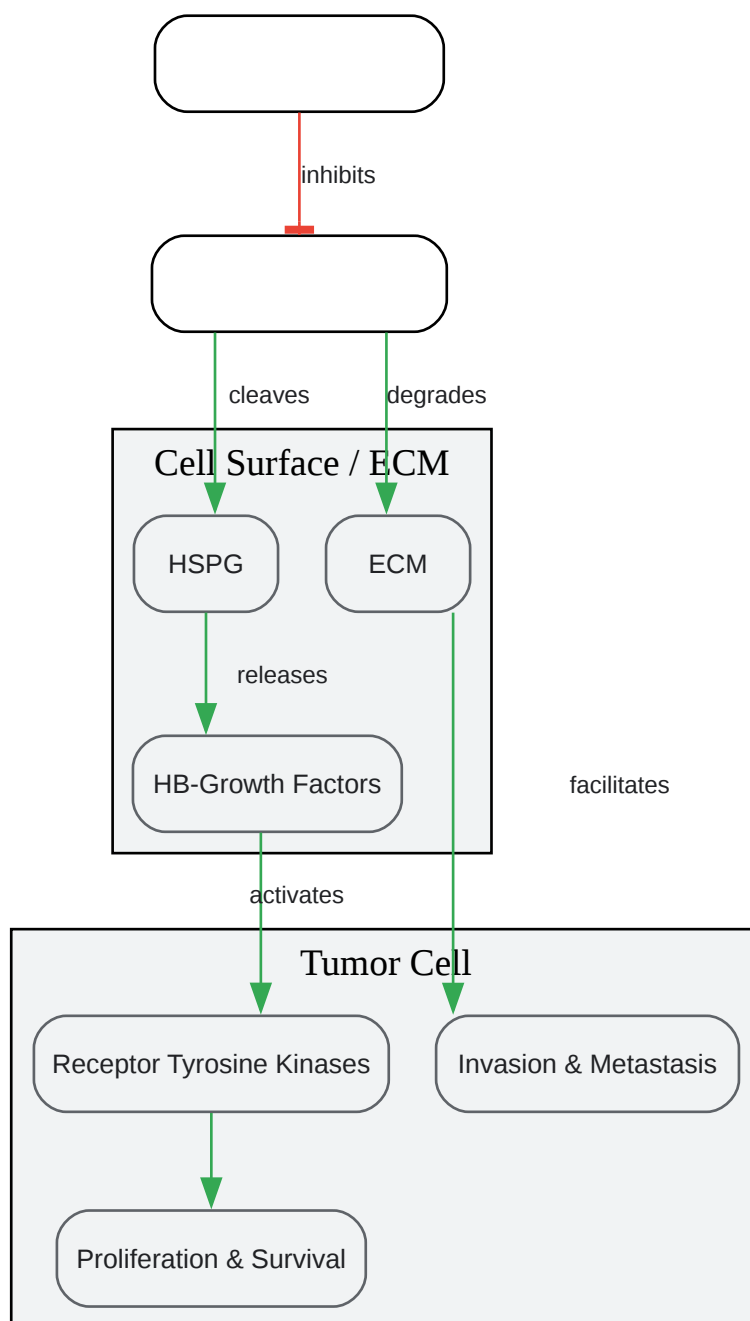 inhibits
cleaves
degrades
Cell Surface / ECM
HSPG
ECM
releases
HB-Growth Factors
facilitates
activates
Tumor Cell
Receptor Tyrosine Kinases
Invasion & Metastasis
Proliferation & Survival